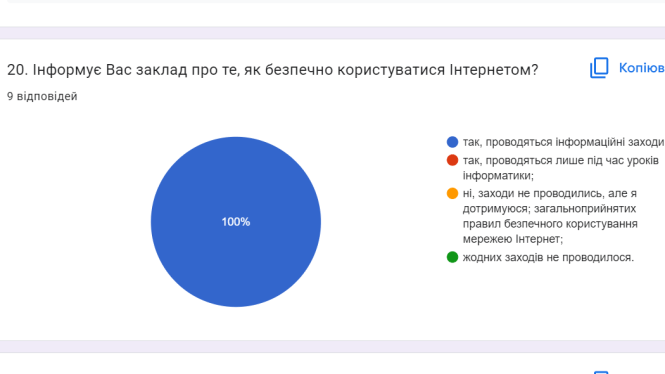 20. Інформує Вас заклад про те, як безпечно користуватися Інтернетом?
Копіюв
9 відповідей
100%
так, проводяться інформаційні заходи
так, проводяться лише під час уроків
інформатики;
ні, заходи не проводились, але я
дотримуюся; загальноприйнятих
правил безпечного користування
мережею Інтернет;
жодних заходів не проводилося.